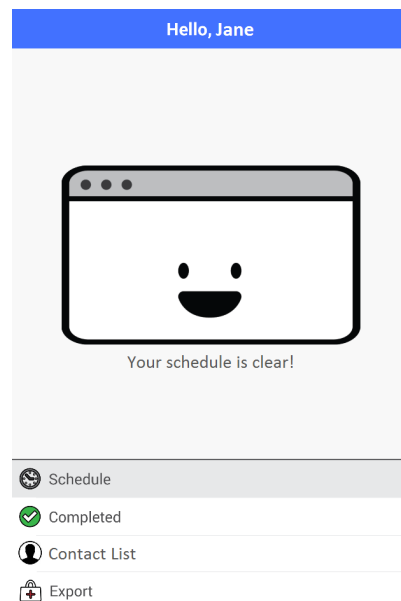 Hello, Jane
Your schedule is clear!
Schedule
Completed
Contact List
Export